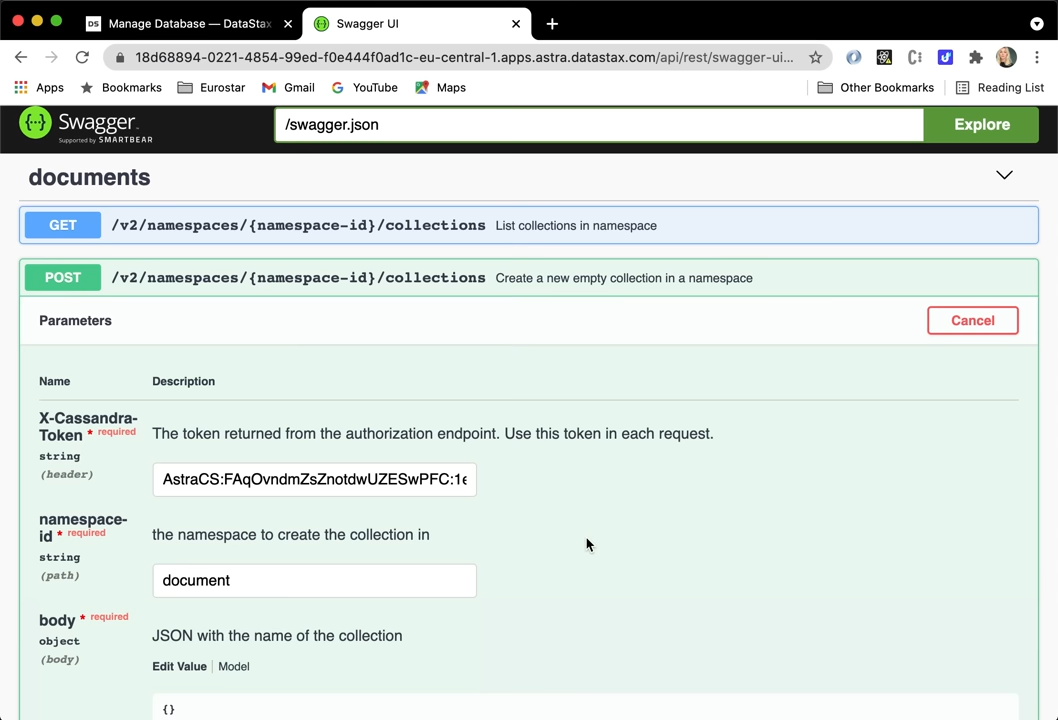 DS Manage Database — DataStax
Swagger UI
18d68894-0221-4854-99ed-f0e444f0ad1c-eu-central-1.apps.astra.datastax.com/api/rest/swagger-ui...
Apps Bookmarks Eurostar Gmail YouTube Maps Other Bookmarks Reading List
Swagger
Supported by SMARTBEAR
/swagger.json
Explore
documents
GET /v2/namespaces/{namespace-id}/collections List collections in namespace
POST /v2/namespaces/{namespace-id}/collections Create a new empty collection in a namespace
Parameters
Cancel
Name Description
X-Cassandra-
Token * required
string
(header)
The token returned from the authorization endpoint. Use this token in each request.
AstraCS:FAqOvndmZsZnotdwUZESwPFC:1e
namespace-
id * required
string
(path)
the namespace to create the collection in
document
body * required
object
(body)
JSON with the name of the collection
Edit Value | Model
{}